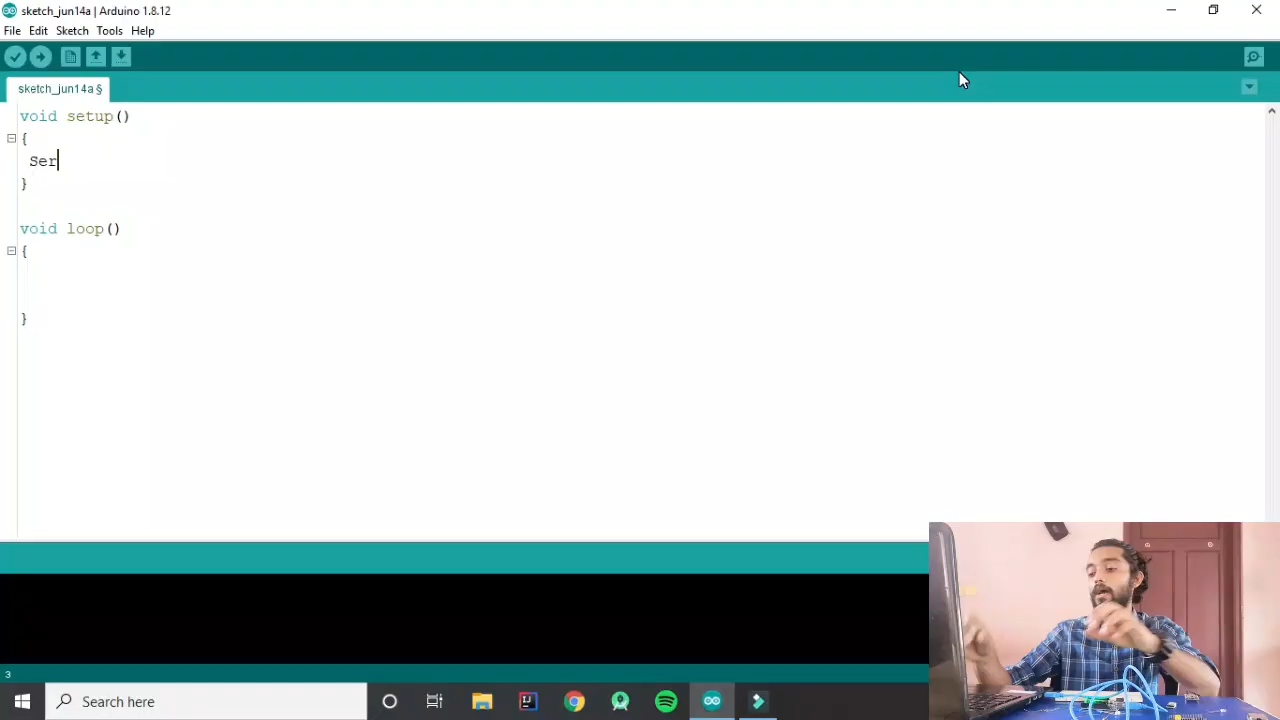 sketch_jun14a | Arduino 1.8.12
File Edit Sketch Tools Help
sketch_jun14a §
void setup()
{
Ser
}
void loop()
{
}
3
Search here